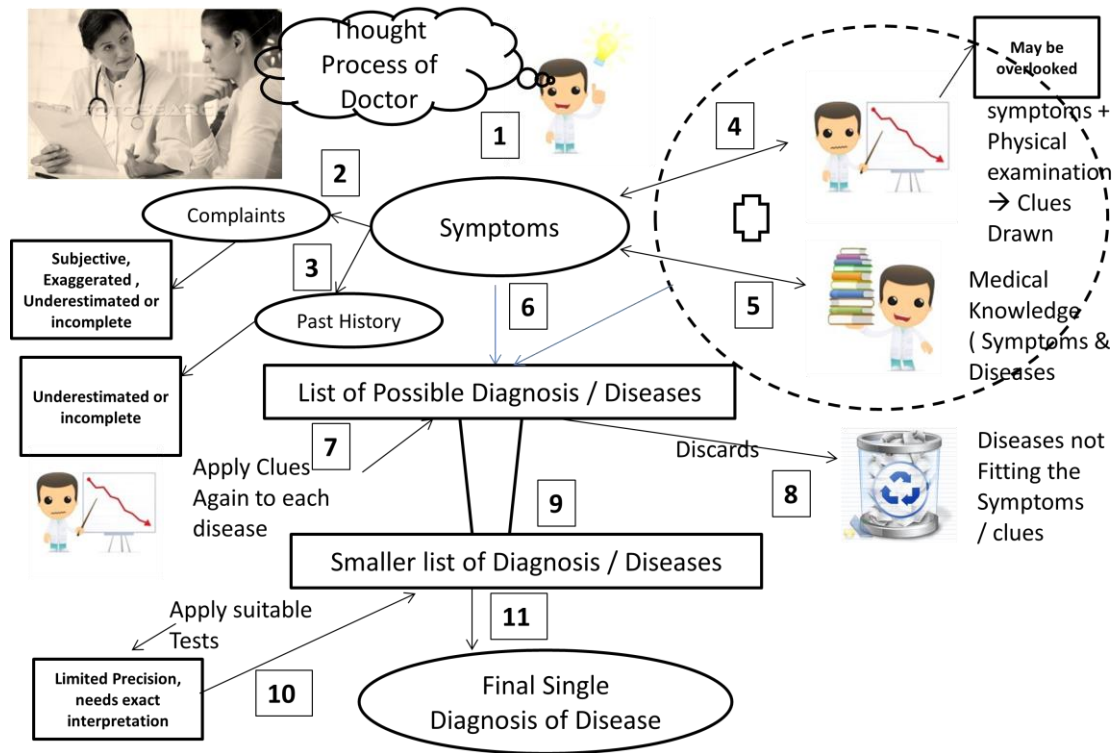 Thought
Process of
Doctor
1
2
Complaints
Subjective,
Exaggerated ,
Underestimated or
incomplete
3
Past History
Underestimated or
incomplete
Symptoms
4
May be
overlooked
symptoms +
Physical
examination
→ Clues
Drawn
5
Medical
Knowledge
( Symptoms &
Diseases
6
List of Possible Diagnosis / Diseases
7
Apply Clues
Again to each
disease
Discards
8
Diseases not
Fitting the
Symptoms
/ clues
9
Smaller list of Diagnosis / Diseases
Apply suitable
Tests
Limited Precision,
needs exact
interpretation
10
11
Final Single
Diagnosis of Disease